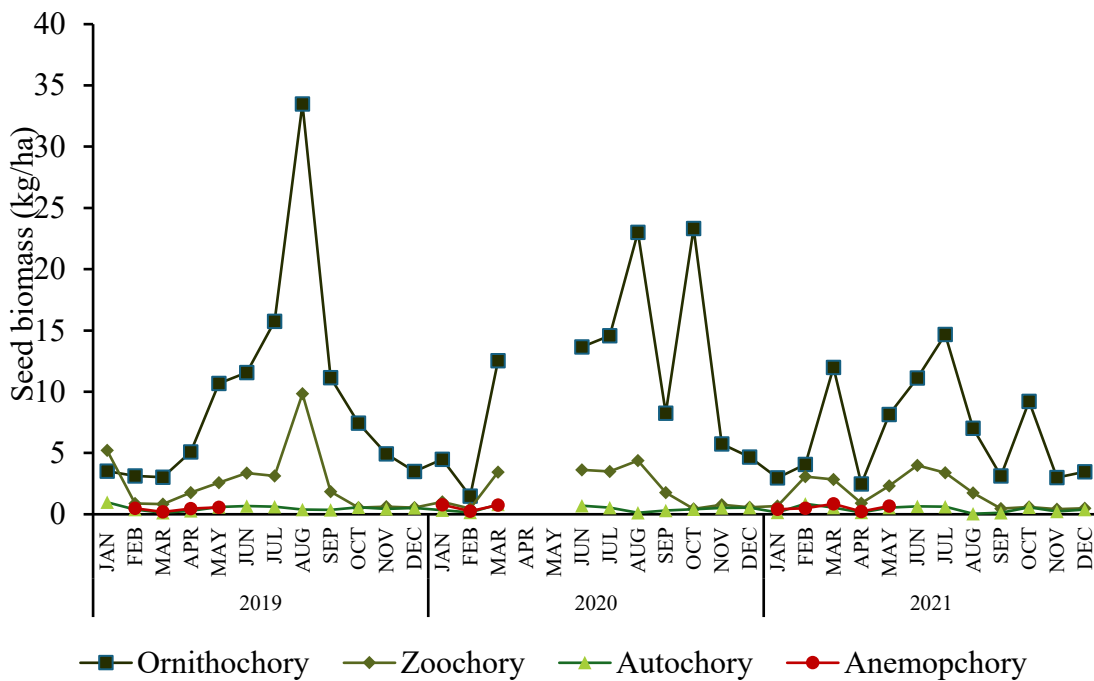 40
35
30
25
20
15
10
5
0
Seed biomass (kg/ha)
JAN FEB MAR APR MAY JUN JUL AUG SEP OCT NOV DEC JAN FEB MAR APR MAY JUN JUL AUG SEP OCT NOV DEC JAN FEB MAR APR MAY JUN JUL AUG SEP OCT NOV DEC
2019 2020 2021
Ornithochory Zoochory Autochory Anemopchory